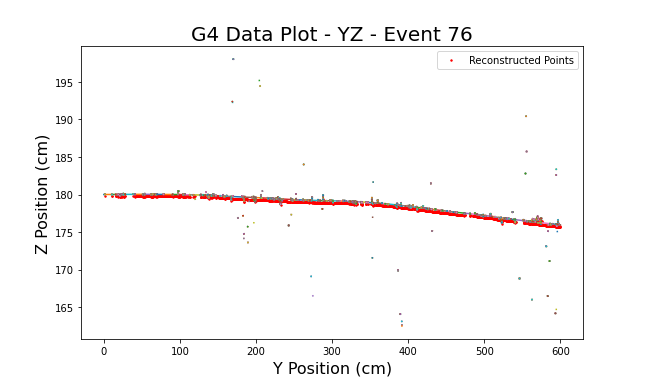 G4 Data Plot - YZ - Event 76
Reconstructed Points
195
190
185
180
175
170
165
Z Position (cm)
0 100 200 300 400 500 600
Y Position (cm)